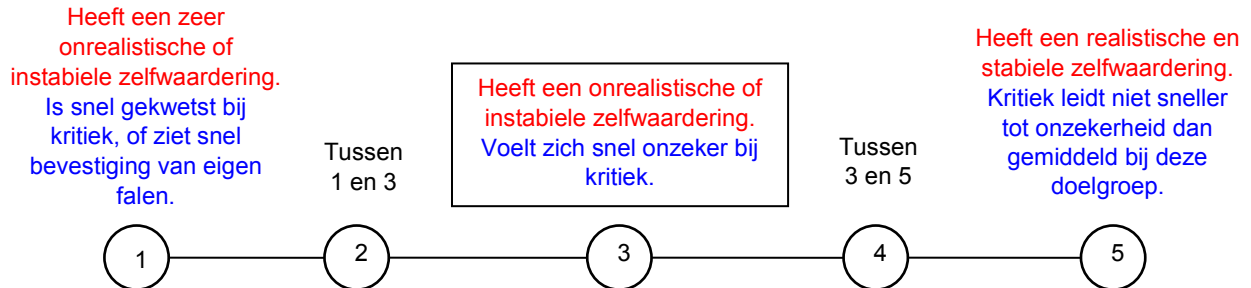 Heeft een zeer
onrealistische of
instabiele zelfwaardering.
Is snel gekwetst bij
kritiek, of ziet snel
bevestiging van eigen
falen.
Tussen
1 en 3
Heeft een onrealistische of
instabiele zelfwaardering.
Voelt zich snel onzeker bij
kritiek.
Tussen
3 en 5
Heeft een realistische en
stabiele zelfwaardering.
Kritiek leidt niet sneller
tot onzekerheid dan
gemiddeld bij deze
doelgroep.
1
2
3
4
5